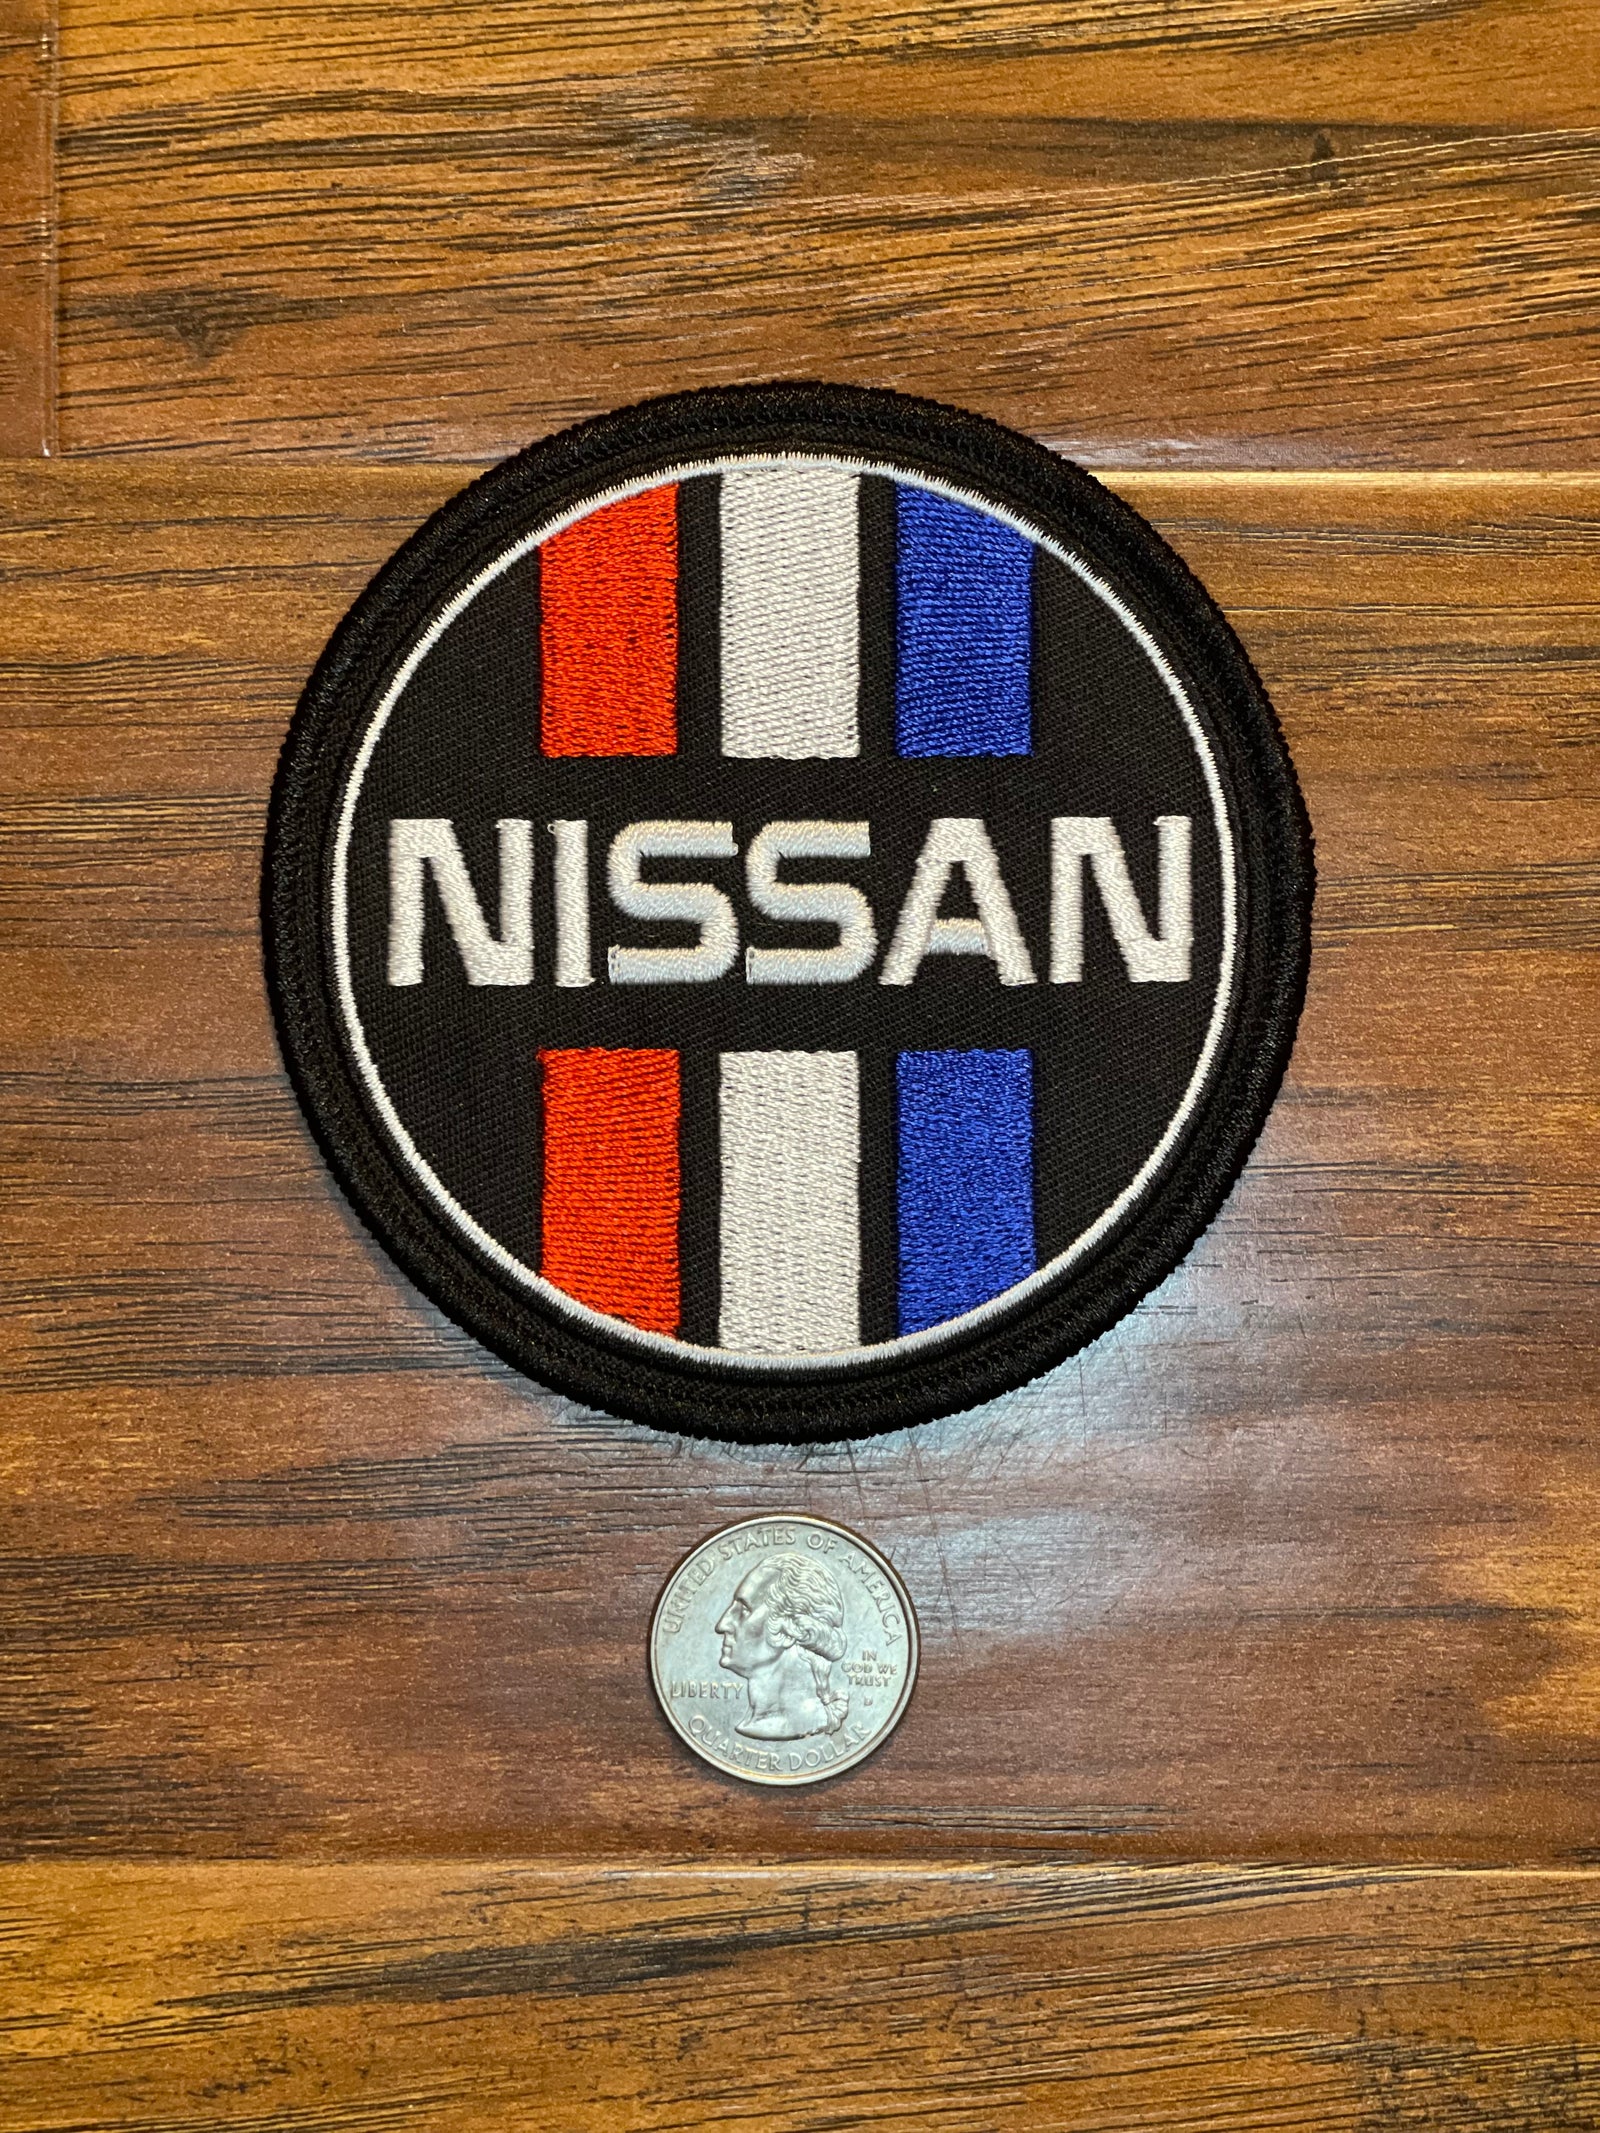 NISSAN
UNITED STATES OF AMERICA
LIBERTY
IN
GOD WE
TRUST
D
QUARTER DOLLAR